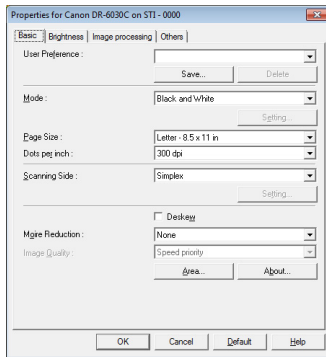 Properties for Canon DR-6030C on STI - 0000
Basic Brightness Image processing Others
User Preference :
Save... Delete
Mode : Black and White
Setting...
Page Size : Letter - 8.5 x 11 in
Dots per inch : 300 dpi
Scanning Side : Simplex
Setting...
Deskew
Moire Reduction : None
Image Quality : Speed priority
Area... About...
OK Cancel Default Help